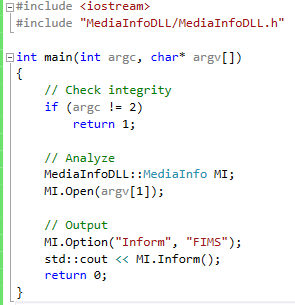 #include <iostream>
#include "MediaInfoDLL/MediaInfoDLL.h"
int main(int argc, char* argv[])
{
// Check integrity
if (argc != 2)
return 1;
// Analyze
MediaInfoDLL::MediaInfo MI;
MI.Open(argv[1]);
// Output
MI.Option("Inform", "FIMS");
std::cout << MI.Inform();
return 0;
}